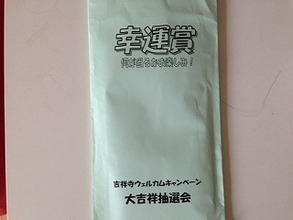 幸運賞
何が当るかお楽しみ！
吉祥寺ウェルカムキャンペーン
大吉祥抽選会